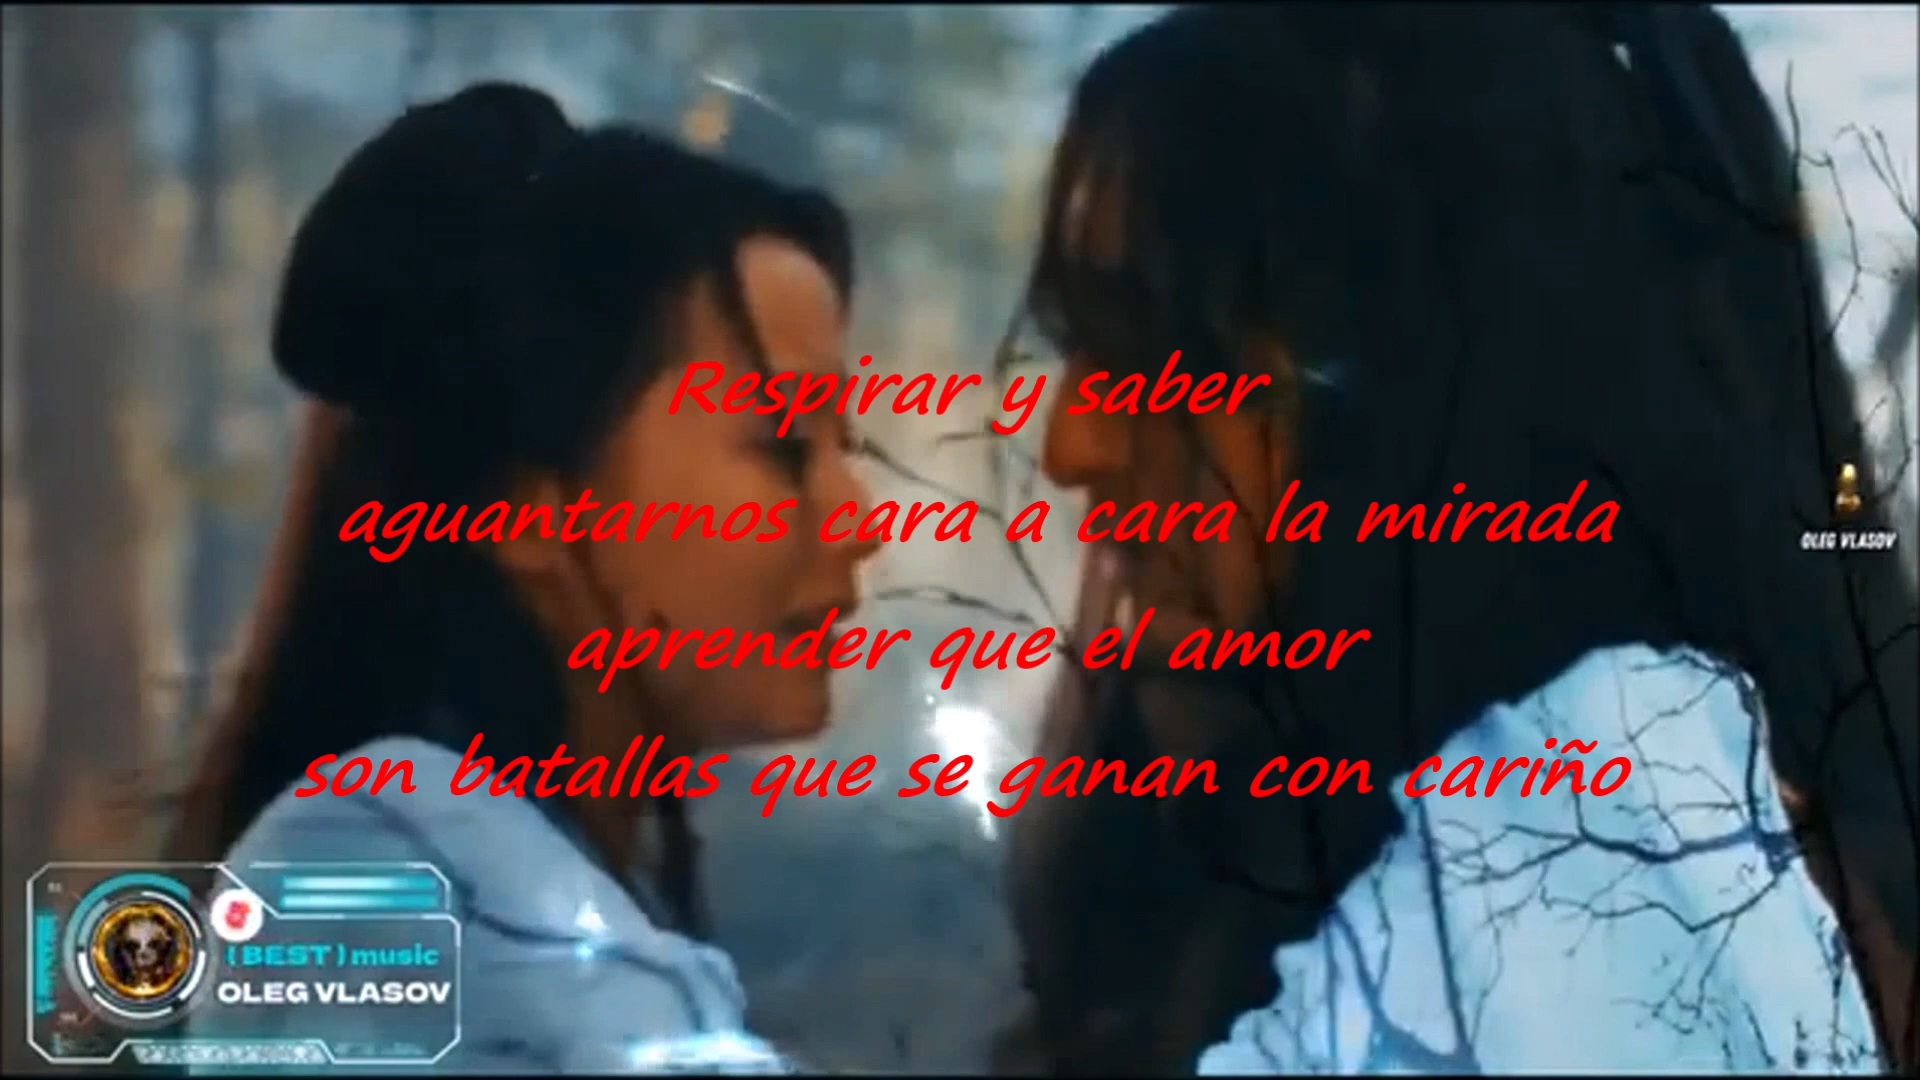 Respirar y saber
aguantarnos cara a cara la mirada
aprender que el amor
son batallas que se ganan con cariño
OLEG VLASOV
(BEST) music
OLEG VLASOV